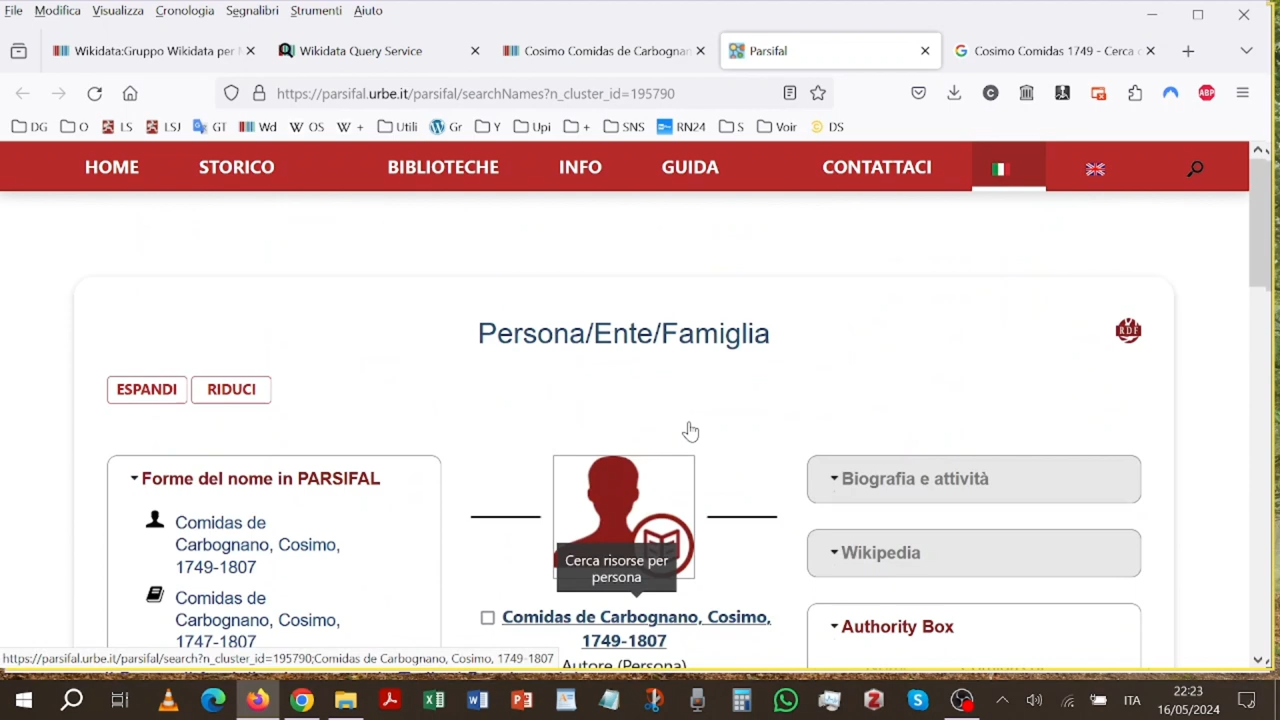 File Modifica Visualizza Cronologia Segnalibri Strumenti Aiuto
Wikidata:Gruppo Wikidata per Wikidata Query Service Cosimo Comidas de Carbognan Parsifal Cosimo Comidas 1749 - Cerca
https://parsifal.urbe.it/parsifal/searchNames?n_cluster_id=195790
DG O LS LSJ GT Wd OS + Utili Gr Y Upi + SNS RN24 S Voir DS
HOME STORICO BIBLIOTECHE INFO GUIDA CONTATTACI
Persona/Ente/Famiglia
RDF
ESPANDI RIDUCI
Forme del nome in PARSIFAL
Comidas de
Carbognano, Cosimo,
1749-1807
Comidas de
Carbognano, Cosimo,
1747-1807
Cerca risorse per
persona
Comidas de Carbognano, Cosimo,
1749-1807
Autore (Persona)
Biografia e attività
Wikipedia
Authority Box
https://parsifal.urbe.it/parsifal/search?n_cluster_id=195790;Comidas de Carbognano, Cosimo, 1749-1807
ITA
22:23
16/05/2024